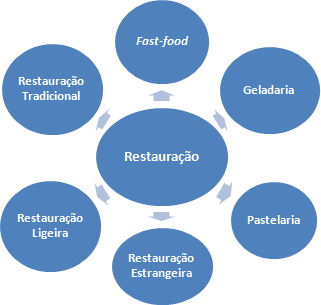 Fast-food
Restauração
Tradicional
Geladaria
Restauração
Restauração
Ligeira
Pastelaria
Restauração
Estrangeira